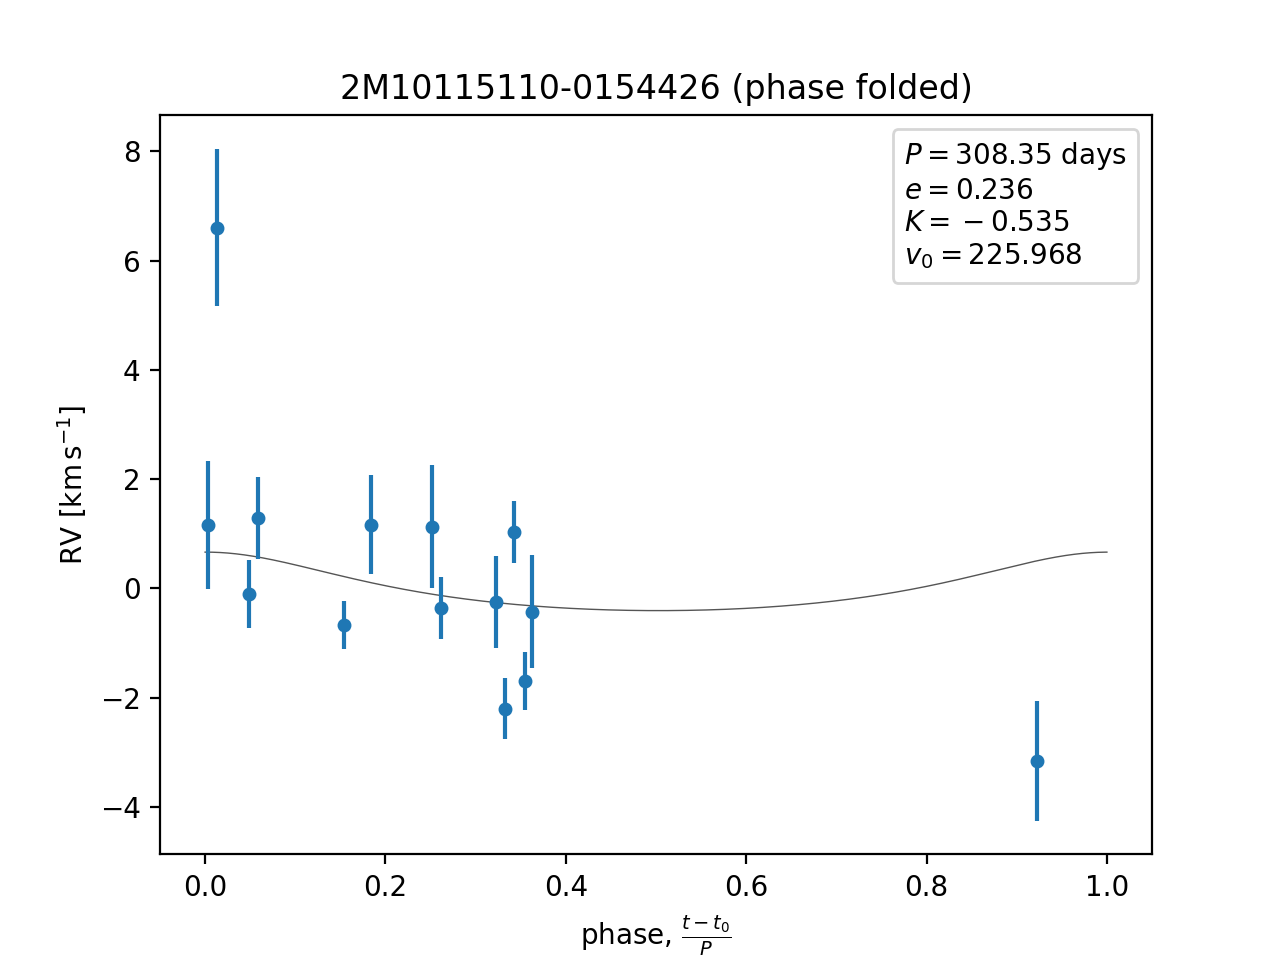 2M10115110-0154426 (phase folded)
P = 308.35 days
e = 0.236
K = −0.535
v₀ = 225.968
8
6
4
2
0
−2
−4
RV [km s⁻¹]
0.0 0.2 0.4 0.6 0.8 1.0
phase, (t − t₀)/P